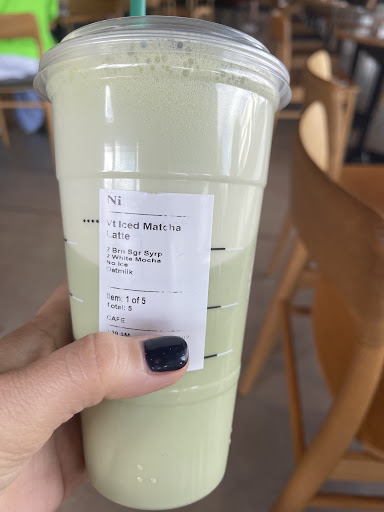 Ni
Vt Iced Matcha
Latte
2 Brn Sgr Syrp
2 White Mocha
No Ice
Oatmilk
Item: 1 of 5
Total: 5
CAFE